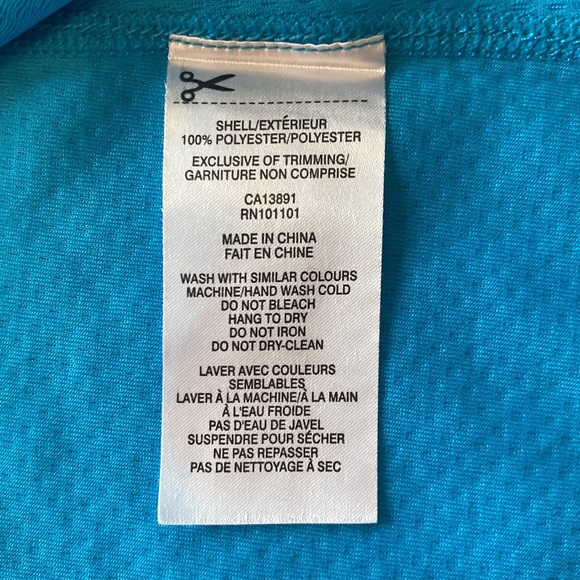 SHELL/EXTÉRIEUR
100% POLYESTER/POLYESTER
EXCLUSIVE OF TRIMMING/
GARNITURE NON COMPRISE
CA13891
RN101101
MADE IN CHINA
FAIT EN CHINE
WASH WITH SIMILAR COLOURS
MACHINE/HAND WASH COLD
DO NOT BLEACH
HANG TO DRY
DO NOT IRON
DO NOT DRY-CLEAN
LAVER AVEC COULEURS
SEMBLABLES
LAVER À LA MACHINE/À LA MAIN
À L'EAU FROIDE
PAS D'EAU DE JAVEL
SUSPENDRE POUR SÉCHER
NE PAS REPASSER
PAS DE NETTOYAGE À SEC